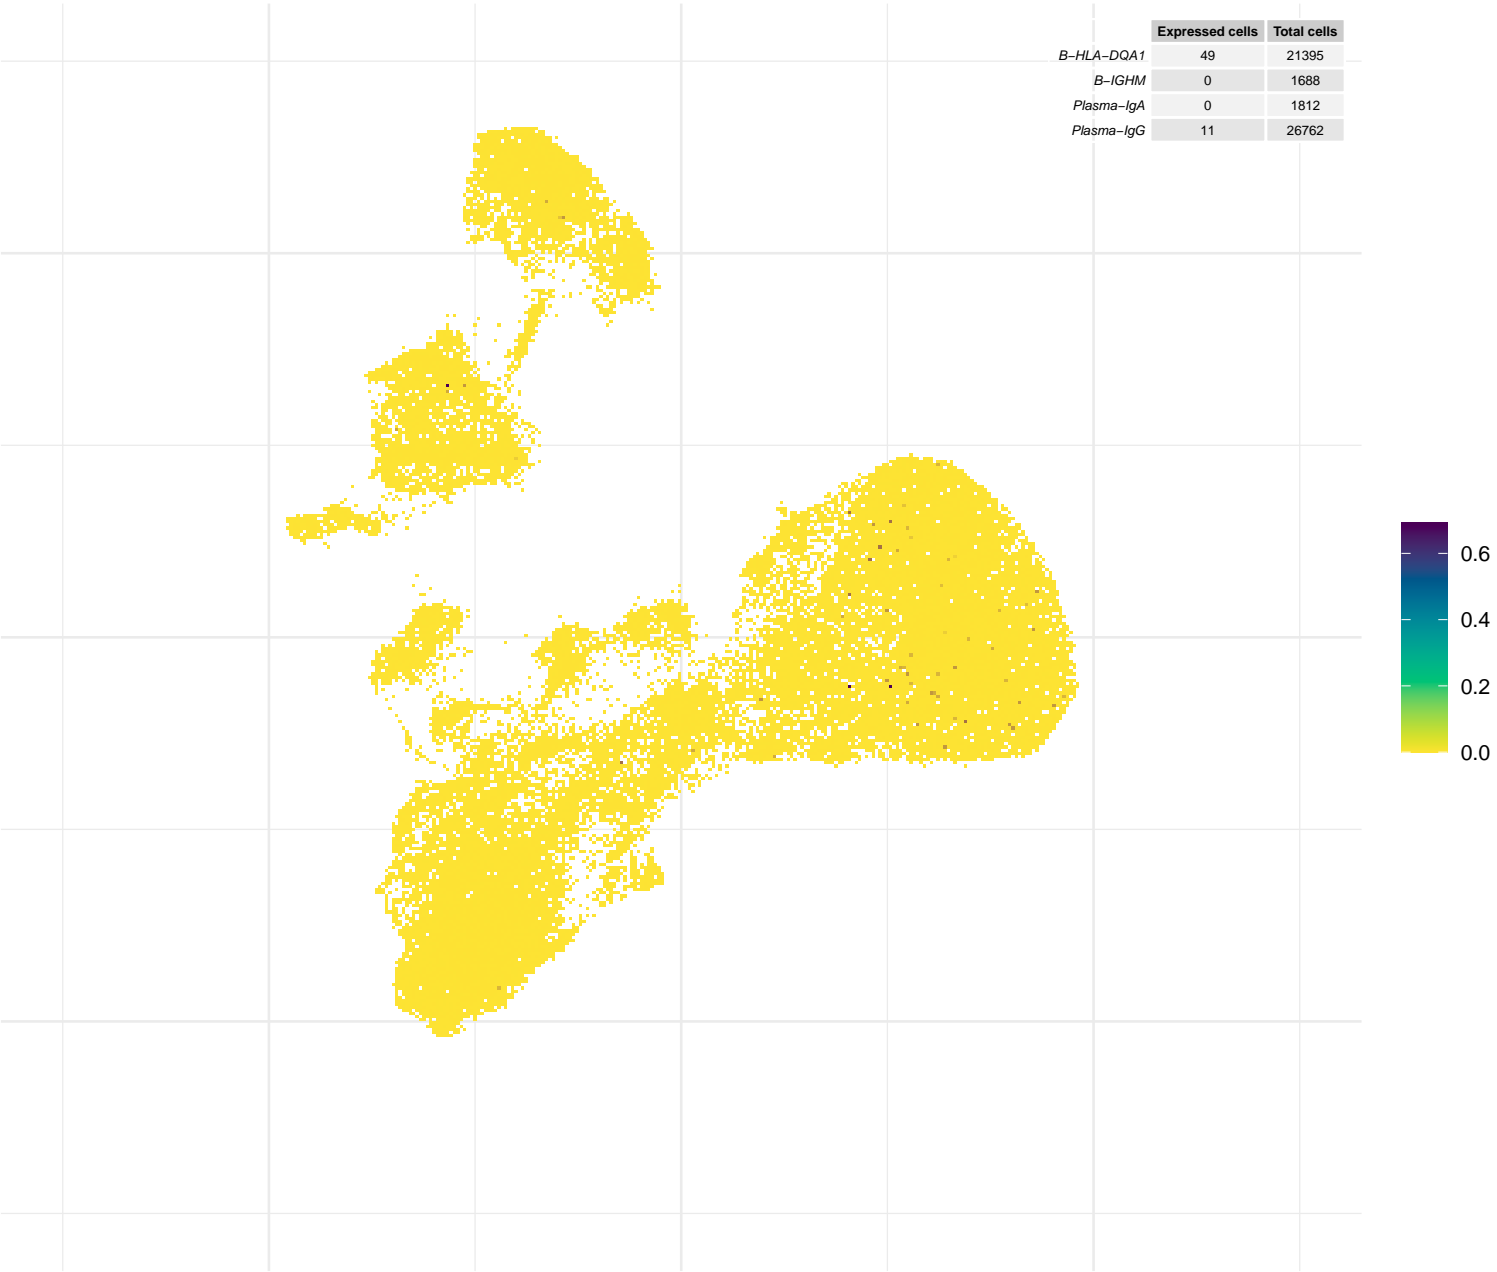 Expressed cells Total cells
B−HLA−DQA1 49 21395
B−IGHM 0 1688
Plasma−IgA 0 1812
Plasma−IgG 11 26762
0.6
0.4
0.2
0.0